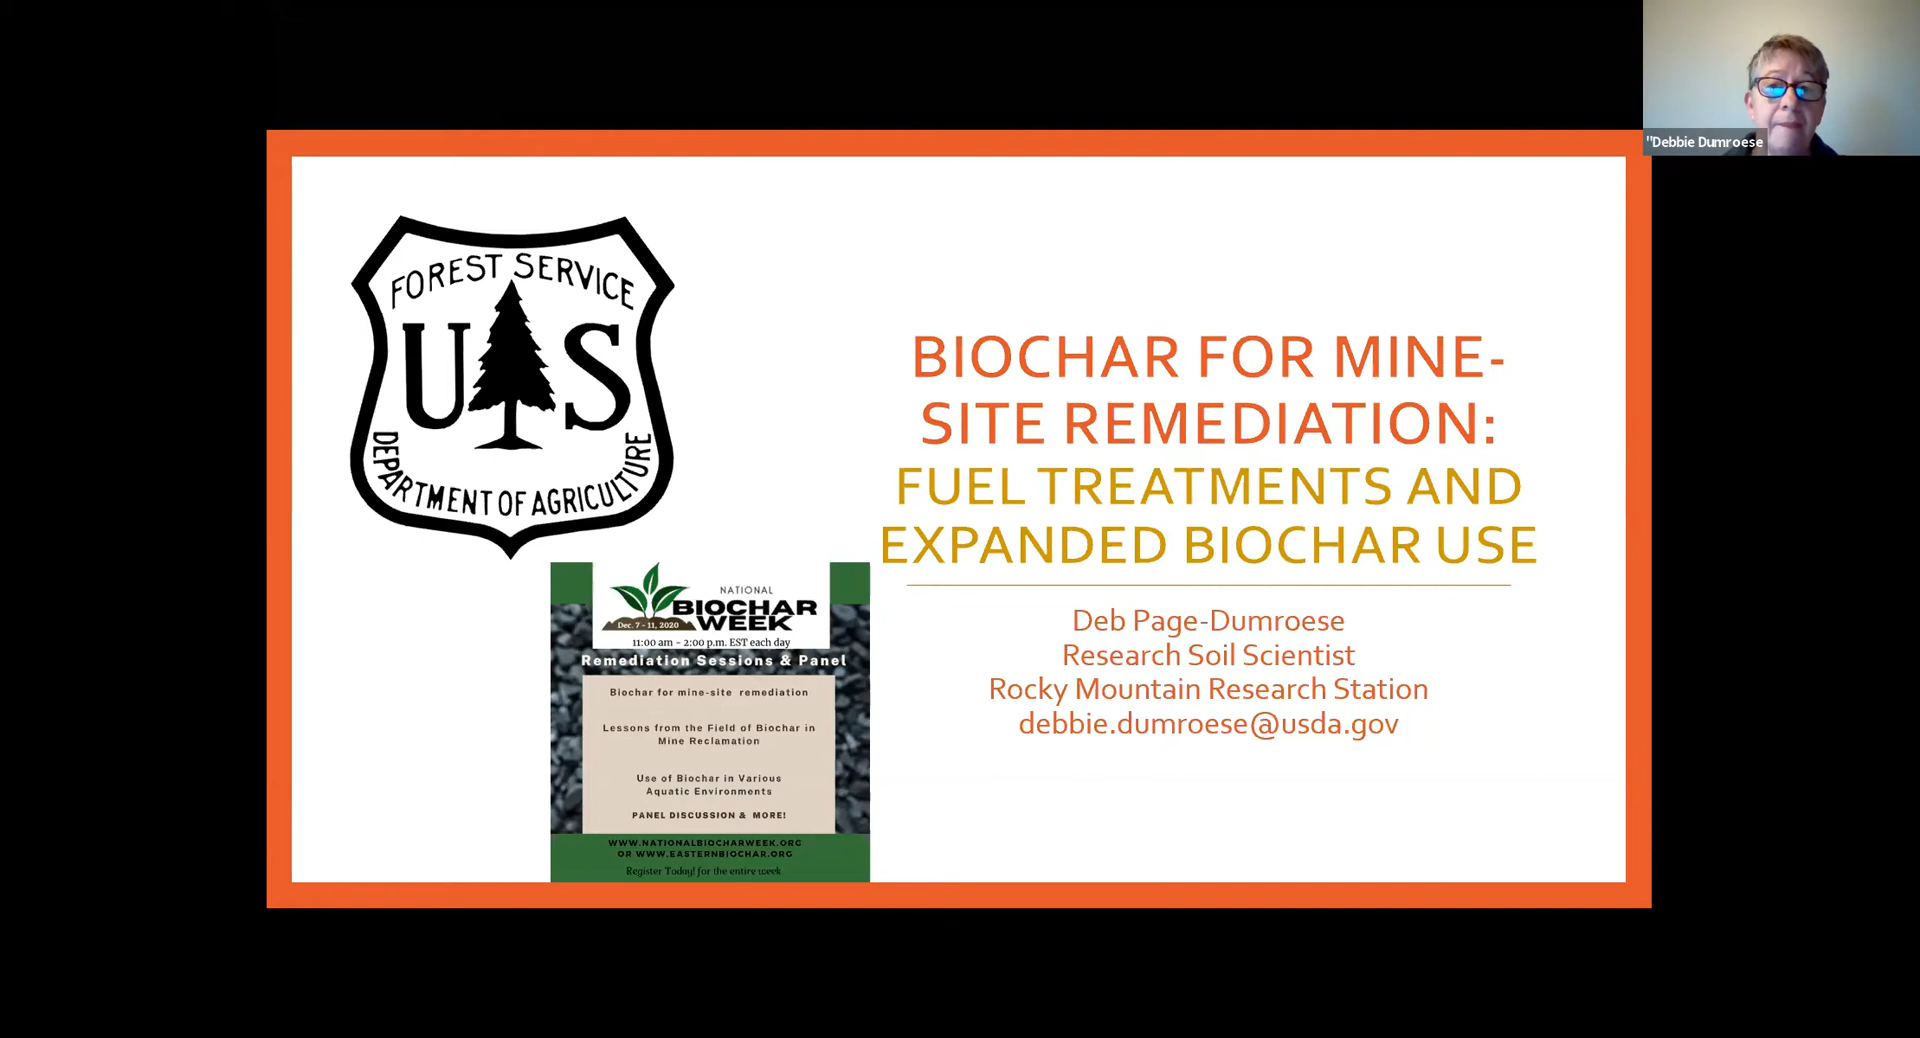 "Debbie Dumroese
FOREST SERVICE
US
DEPARTMENT OF AGRICULTURE
BIOCHAR FOR MINE-
SITE REMEDIATION:
FUEL TREATMENTS AND
EXPANDED BIOCHAR USE
Deb Page-Dumroese
Research Soil Scientist
Rocky Mountain Research Station
debbie.dumroese@usda.gov
NATIONAL
BIOCHAR
WEEK
Dec. 7 - 11, 2020
11:00 am - 2:00 p.m. EST each day
Remediation Sessions & Panel
Biochar for mine-site remediation
Lessons from the Field of Biochar in
Mine Reclamation
Use of Biochar in Various
Aquatic Environments
PANEL DISCUSSION & MORE!
WWW.NATIONALBIOCHARWEEK.ORG
OR WWW.EASTERNBIOCHAR.ORG
Register Today! for the entire week